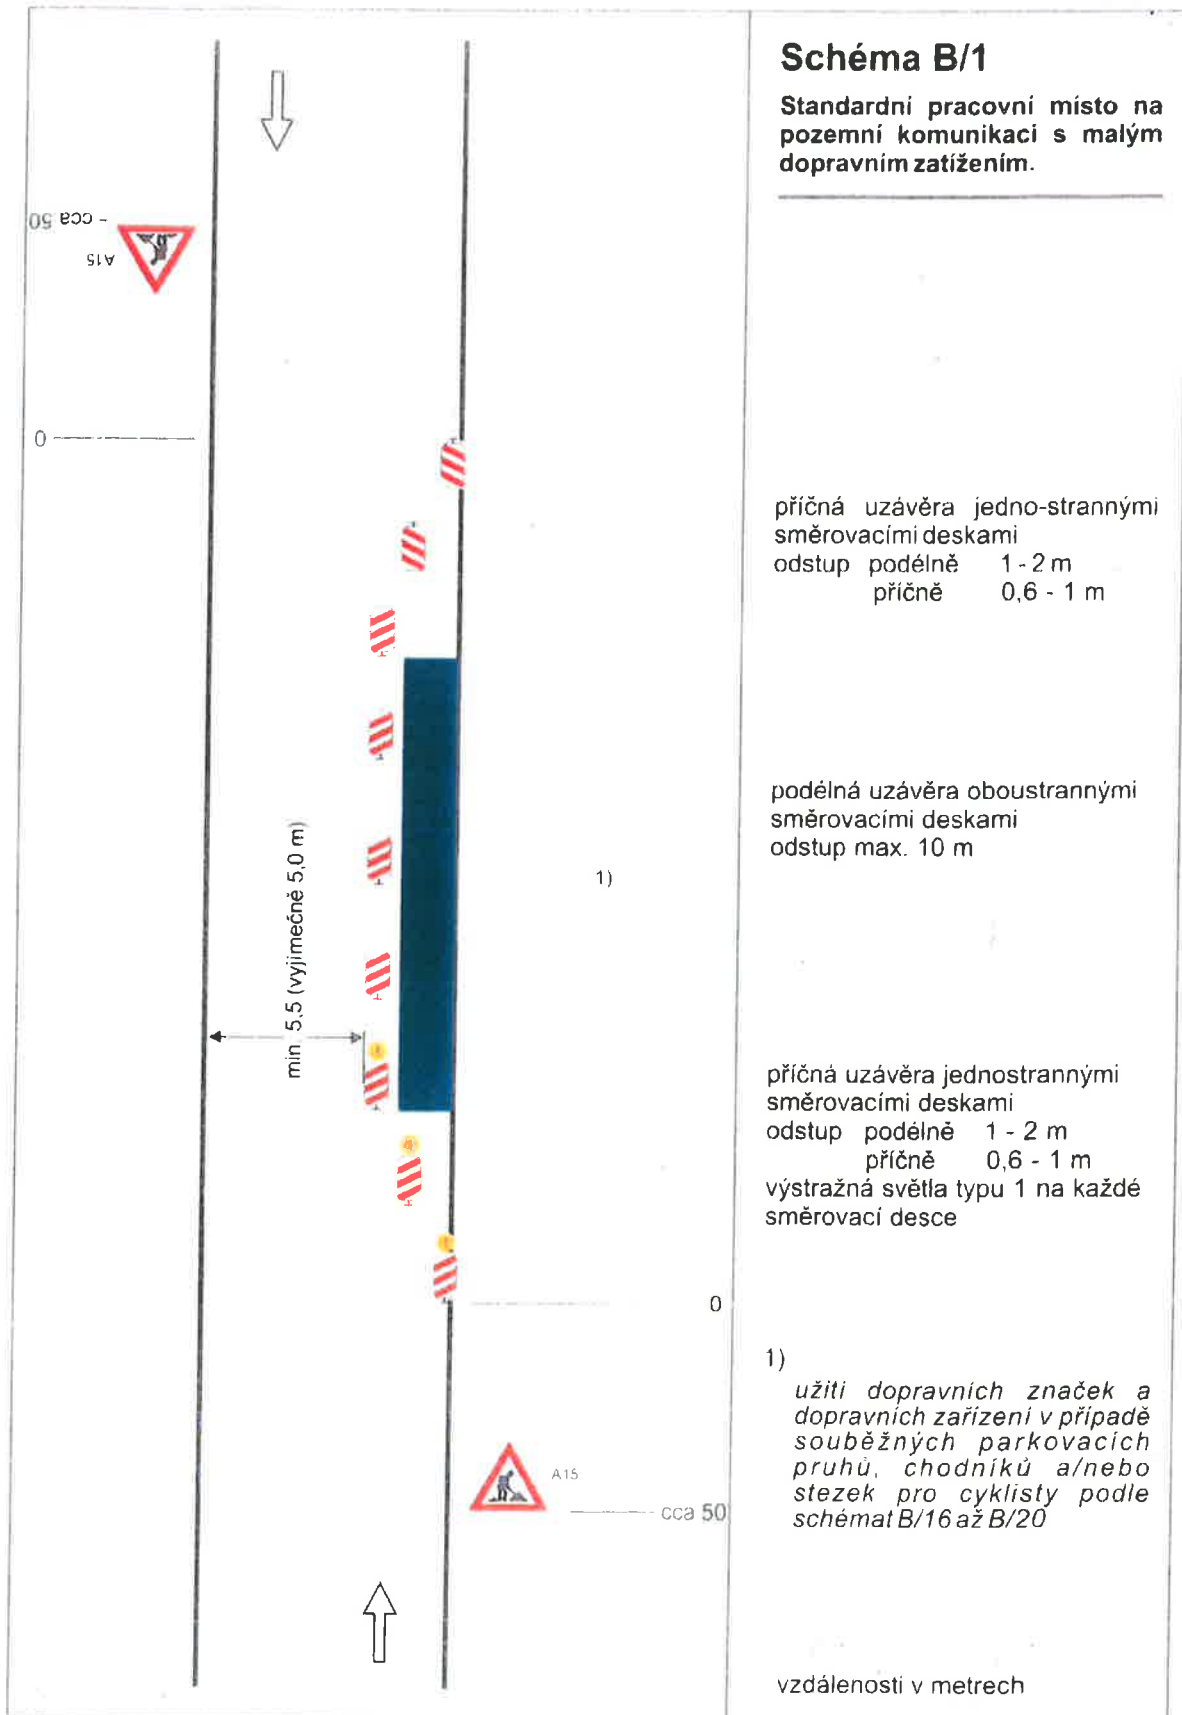 Schéma B/1
Standardní pracovní místo na
pozemní komunikaci s malým
dopravním zatížením.
- cca 50
A15
0
příčná uzávěra jedno-strannými
směrovacími deskami
odstup podélně 1 - 2 m
příčně 0,6 - 1 m
podélná uzávěra oboustrannými
směrovacími deskami
odstup max. 10 m
1)
min. 5,5 (vyjímečně 5,0 m)
příčná uzávěra jednostrannými
směrovacími deskami
odstup podélně 1 - 2 m
příčně 0,6 - 1 m
výstražná světla typu 1 na každé
směrovací desce
0
1)
užití dopravních značek a
dopravních zařízení v případě
souběžných parkovacích
pruhů, chodníků a/nebo
stezek pro cyklisty podle
schémat B/16 až B/20
A15
cca 50
vzdálenosti v metrech